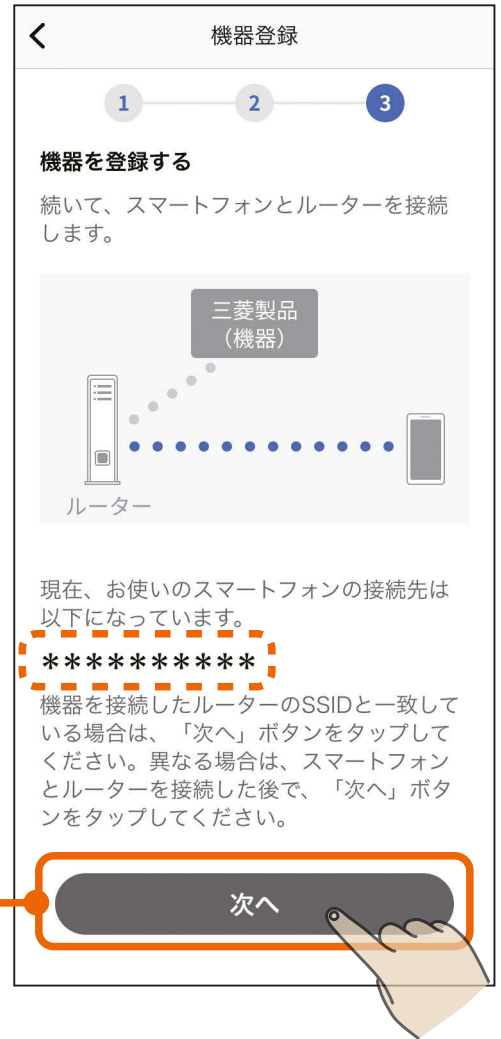 機器登録
1 2 3
機器を登録する
続いて、スマートフォンとルーターを接続
します。
三菱製品
（機器）
ルーター
現在、お使いのスマートフォンの接続先は
以下になっています。
**********
機器を接続したルーターのSSIDと一致して
いる場合は、「次へ」ボタンをタップして
ください。異なる場合は、スマートフォン
とルーターを接続した後で、「次へ」ボタ
ンをタップしてください。
次へ